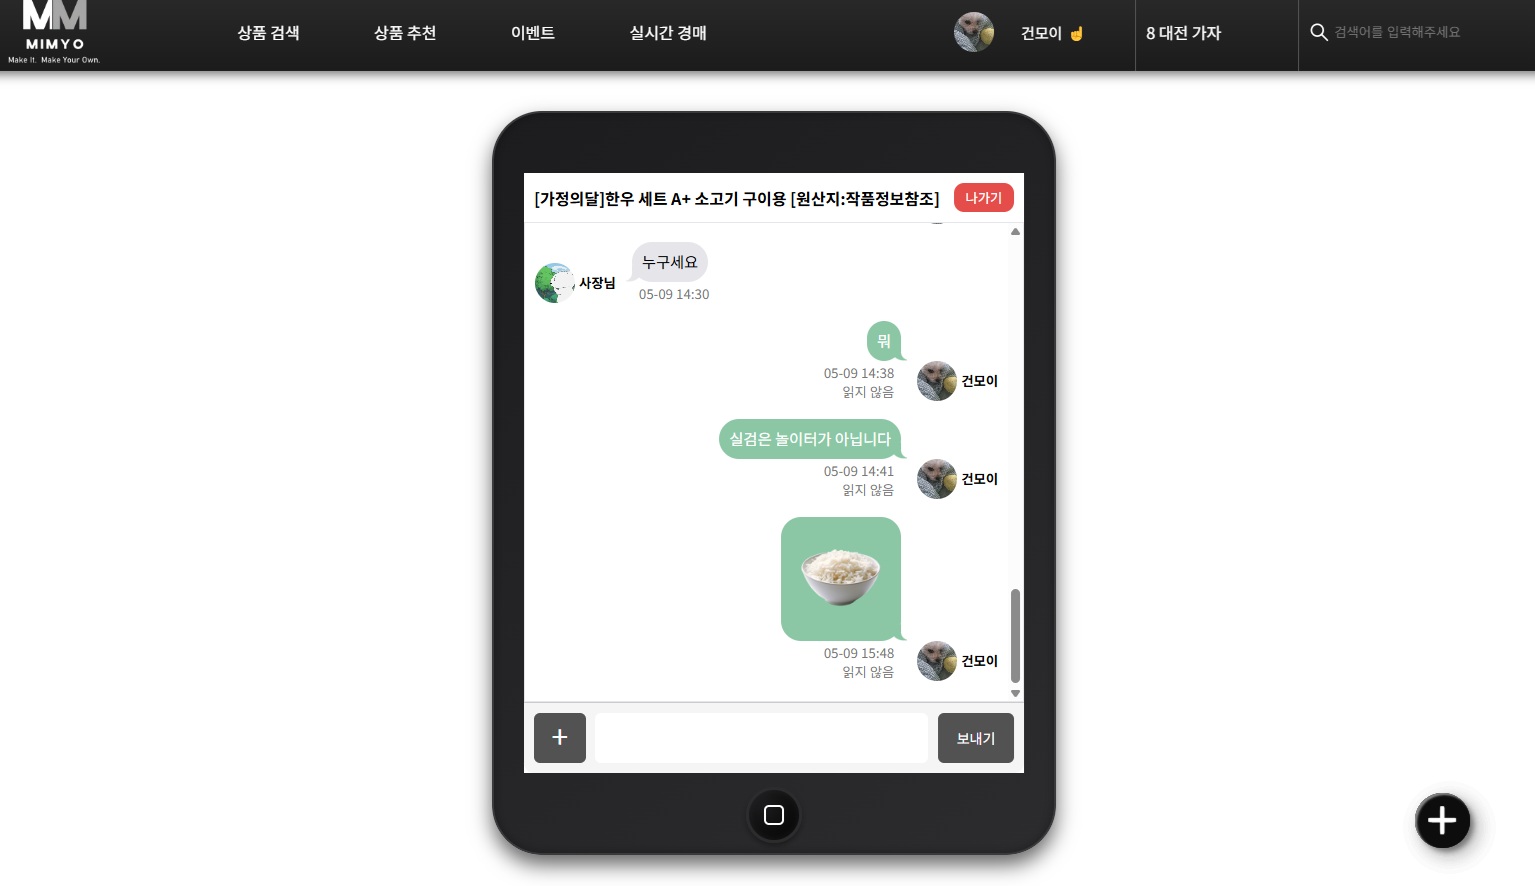 MM
MIMYO
Make It. Make Your Own.
상품 검색
상품 추천
이벤트
실시간 경매
건모이 ☝
8 대전 가자
검색어를 입력해주세요
[가정의달]한우 세트 A+ 소고기 구이용 [원산지:작품정보참조]
나가기
누구세요
사장님
05-09 14:30
뭐
05-09 14:38
읽지 않음
건모이
실검은 놀이터가 아닙니다
05-09 14:41
읽지 않음
건모이
05-09 15:48
읽지 않음
건모이
+
보내기